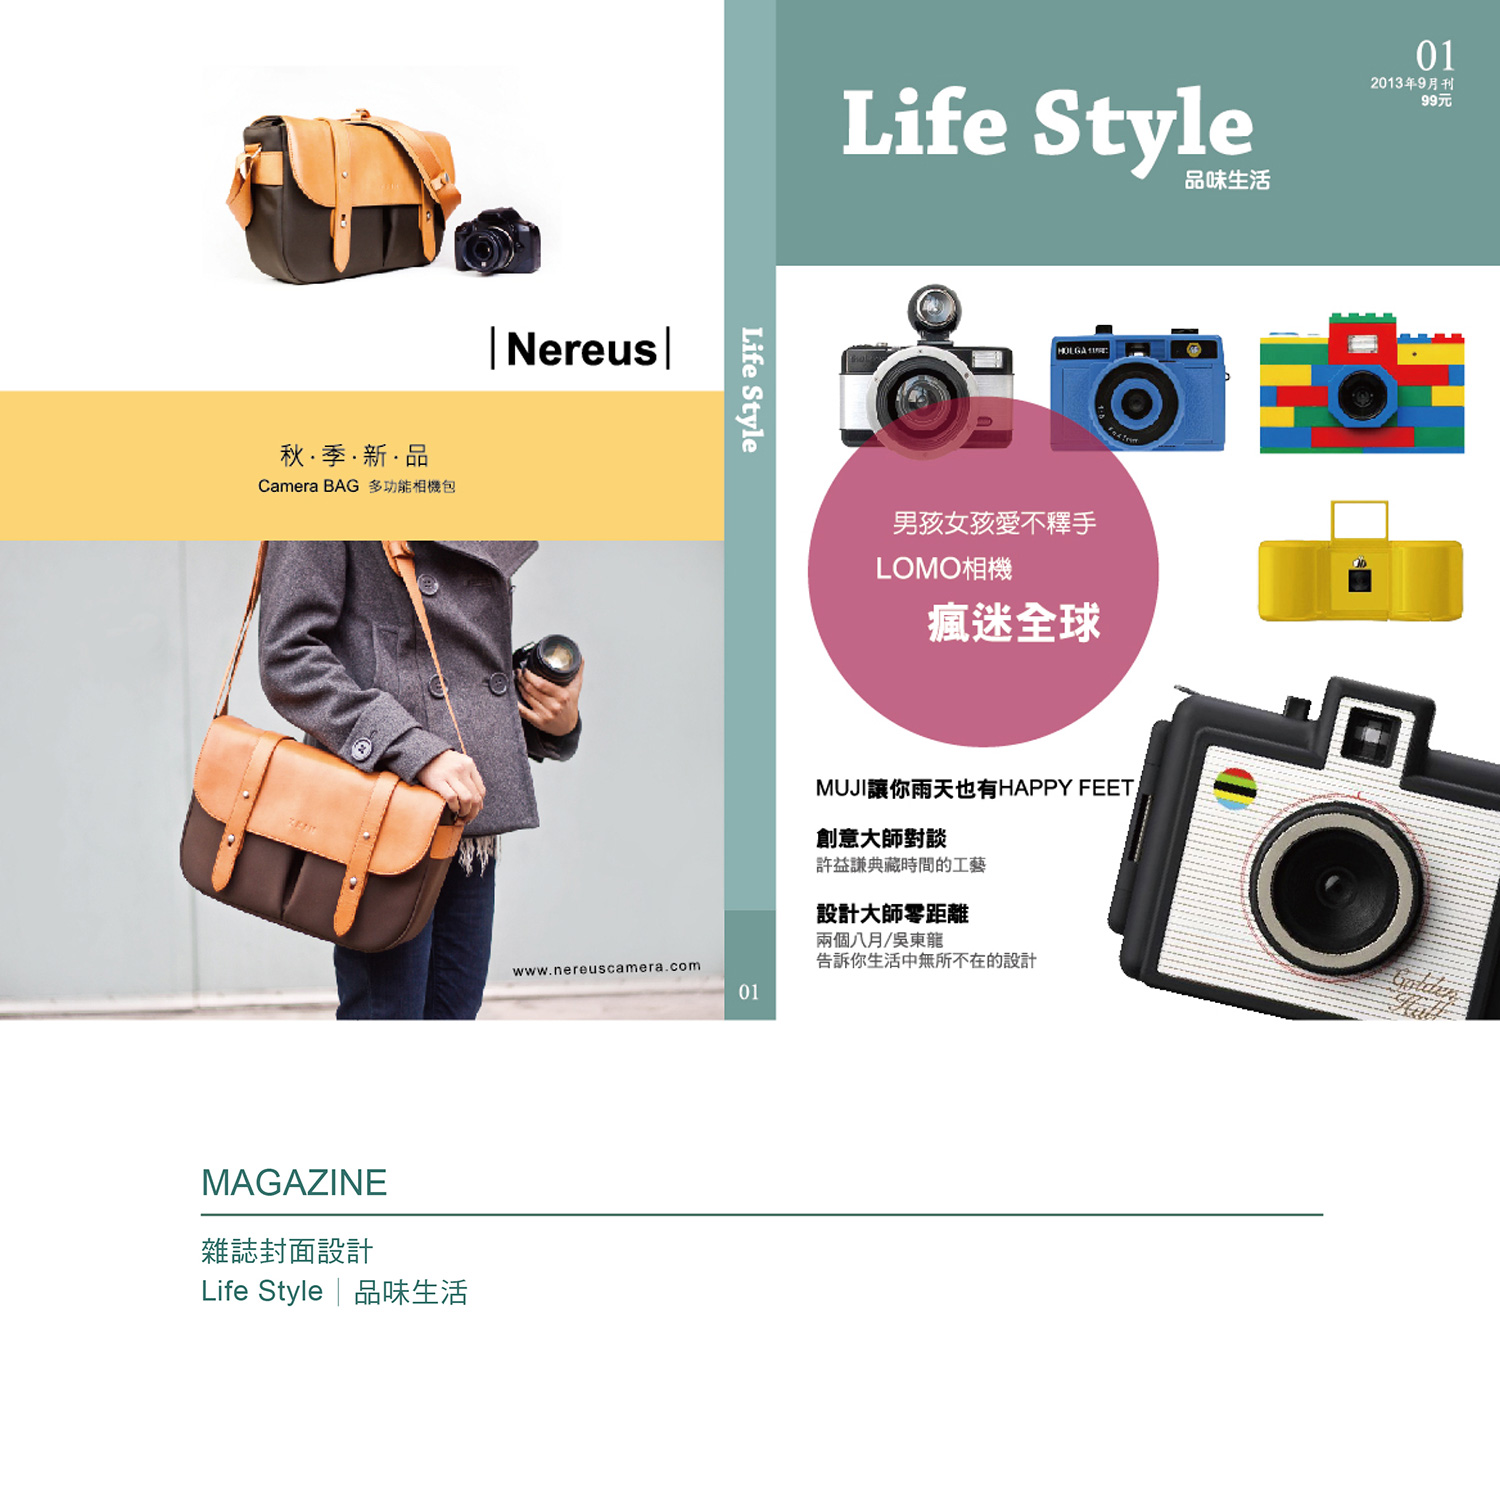 |Nereus|
秋·季·新·品
Camera BAG 多功能相機包
www.nereuscamera.com
Life Style
01
01
2013年9月刊
99元
Life Style
品味生活
HOLGA
男孩女孩愛不釋手
LOMO相機
瘋迷全球
MUJI讓你雨天也有HAPPY FEET
創意大師對談
許益謙典藏時間的工藝
設計大師零距離
兩個八月/吳東龍
告訴你生活中無所不在的設計
Golden
Half
MAGAZINE
雜誌封面設計
Life Style｜品味生活